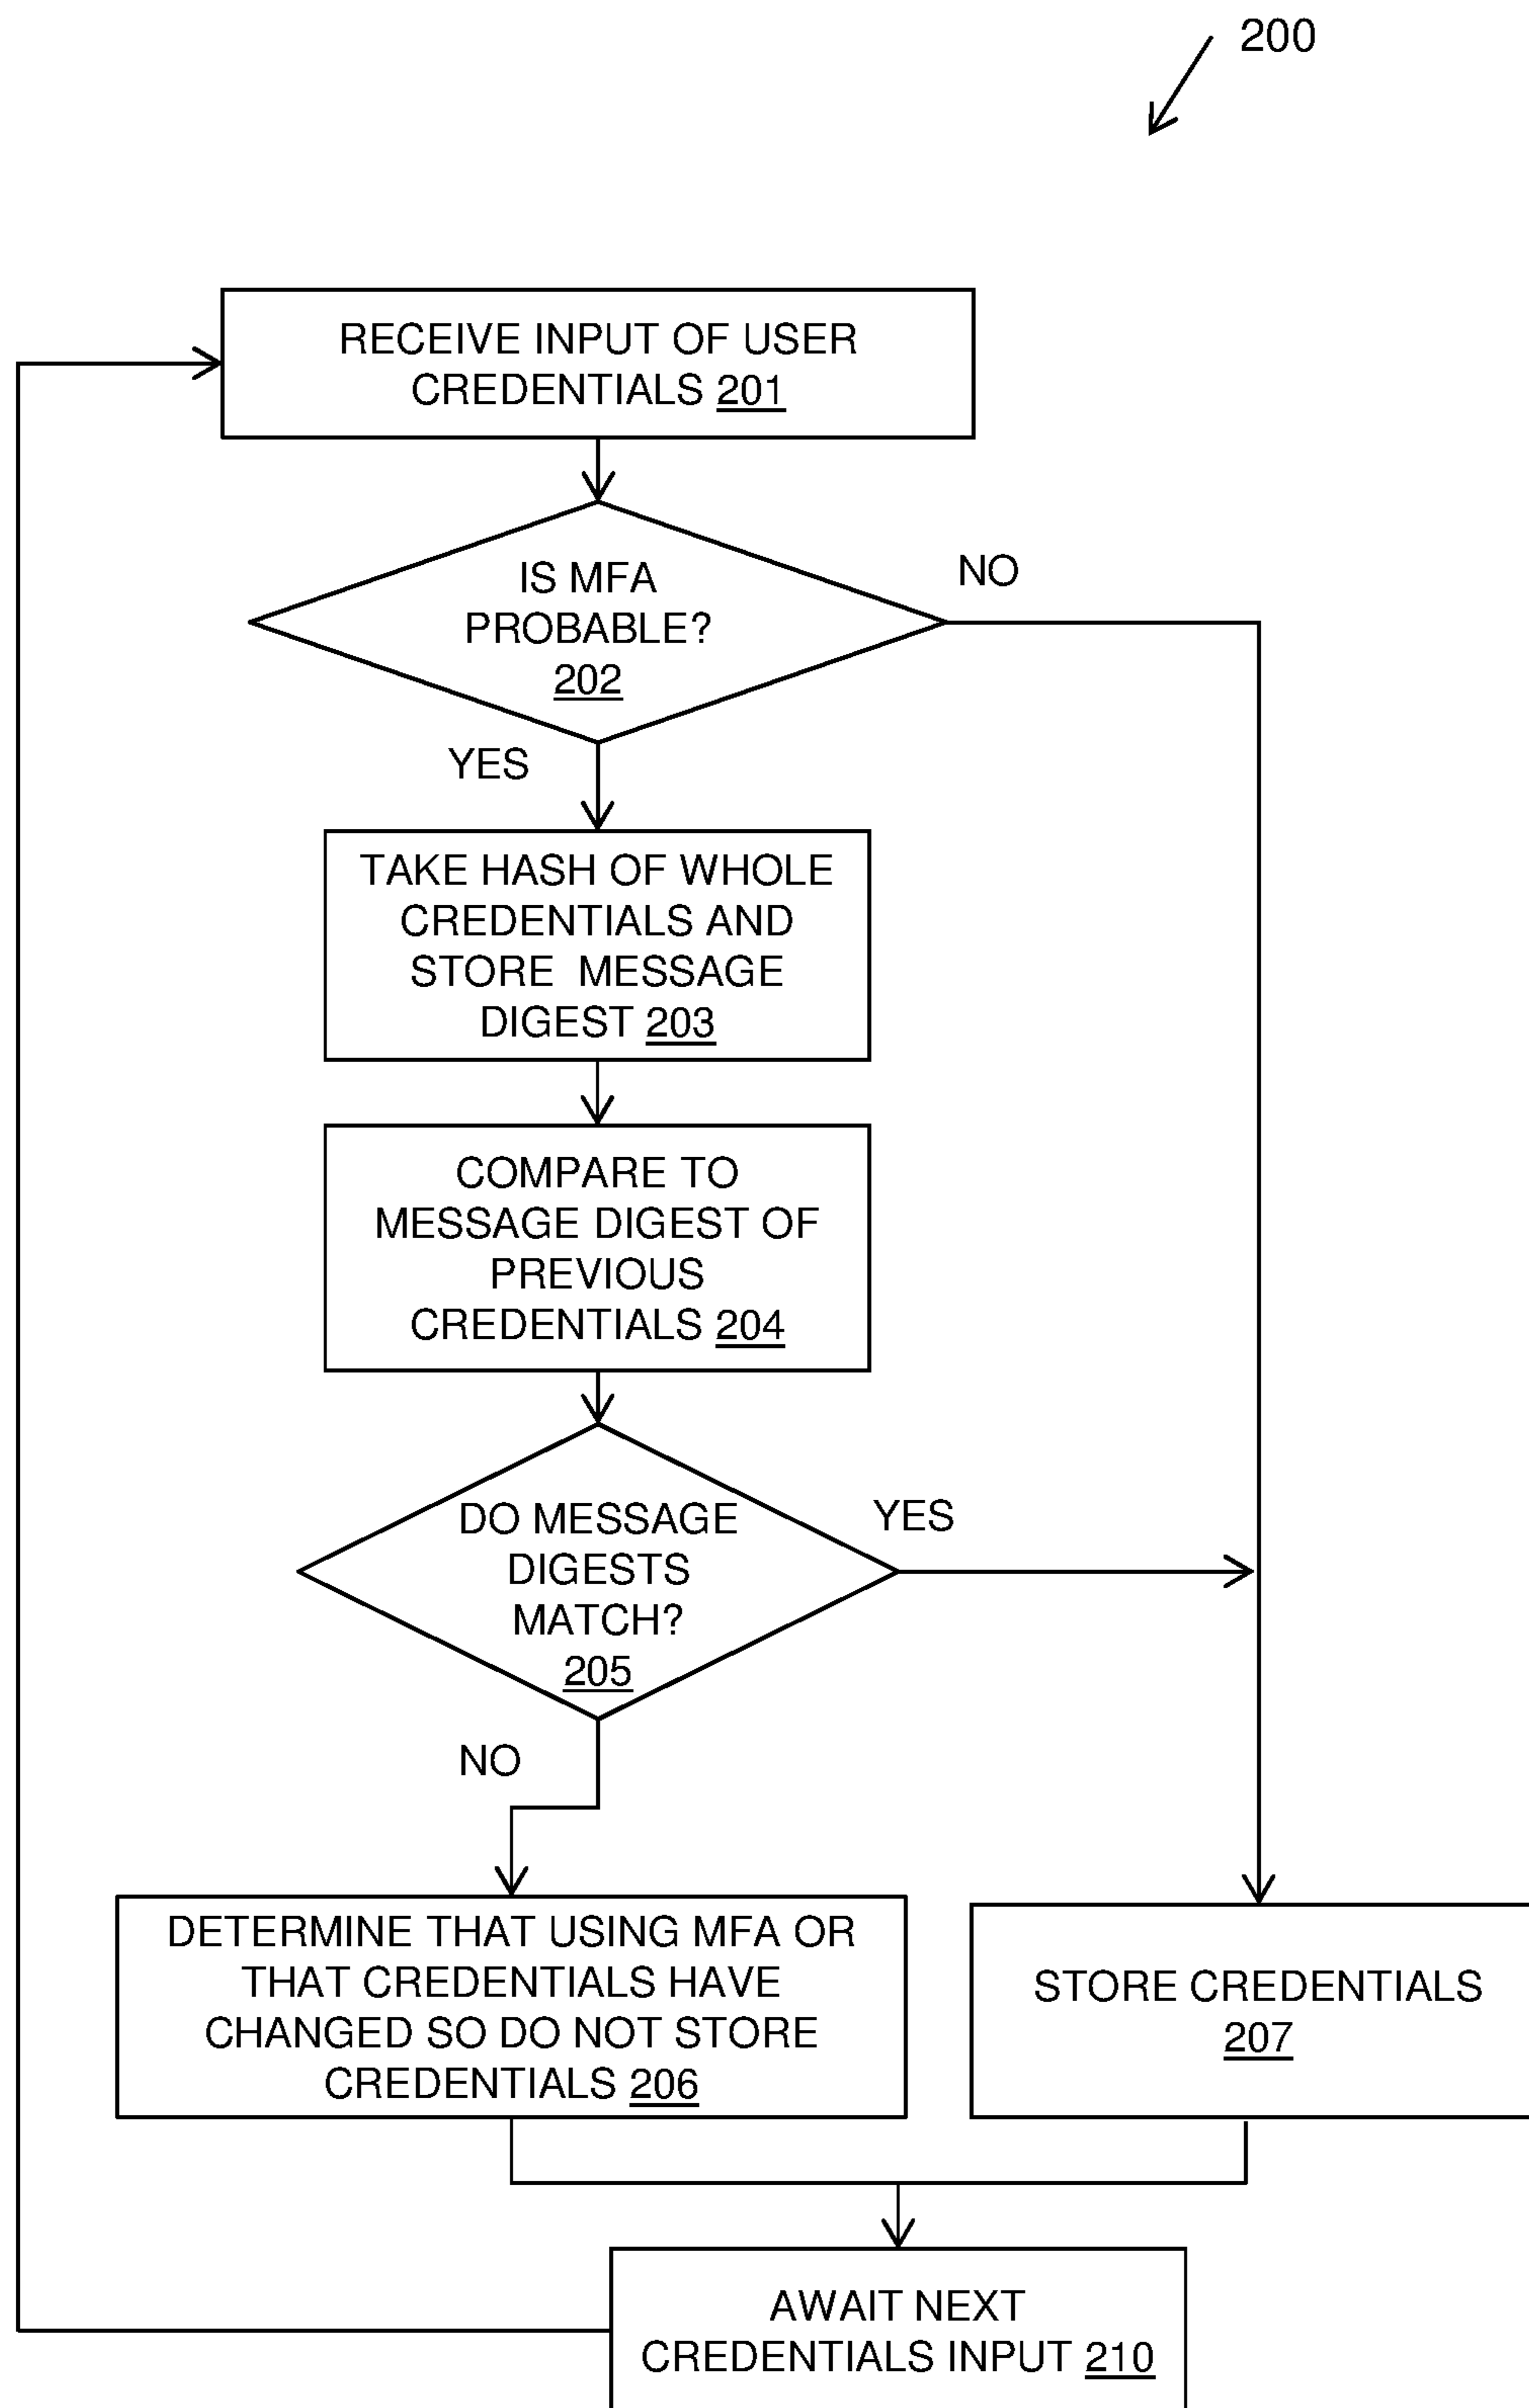 200
RECEIVE INPUT OF USER
CREDENTIALS 201
IS MFA
PROBABLE?
202
NO
YES
TAKE HASH OF WHOLE
CREDENTIALS AND
STORE MESSAGE
DIGEST 203
COMPARE TO
MESSAGE DIGEST OF
PREVIOUS
CREDENTIALS 204
DO MESSAGE
DIGESTS
MATCH?
205
YES
NO
DETERMINE THAT USING MFA OR
THAT CREDENTIALS HAVE
CHANGED SO DO NOT STORE
CREDENTIALS 206
STORE CREDENTIALS
207
AWAIT NEXT
CREDENTIALS INPUT 210